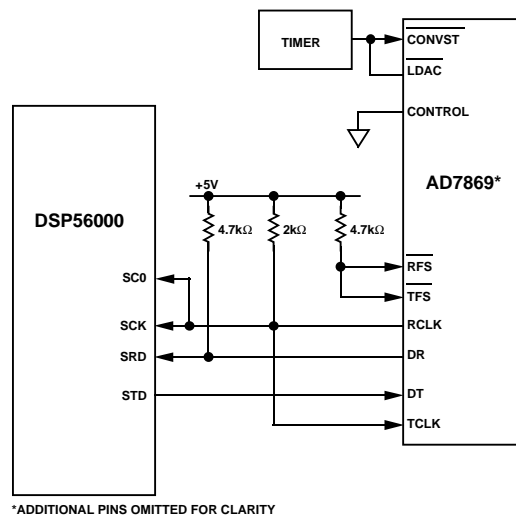 TIMER
CONVST
LDAC
CONTROL
AD7869*
DSP56000
+5V
4.7kΩ
2kΩ
4.7kΩ
SC0
RFS
TFS
SCK
RCLK
SRD
DR
STD
DT
TCLK
*ADDITIONAL PINS OMITTED FOR CLARITY